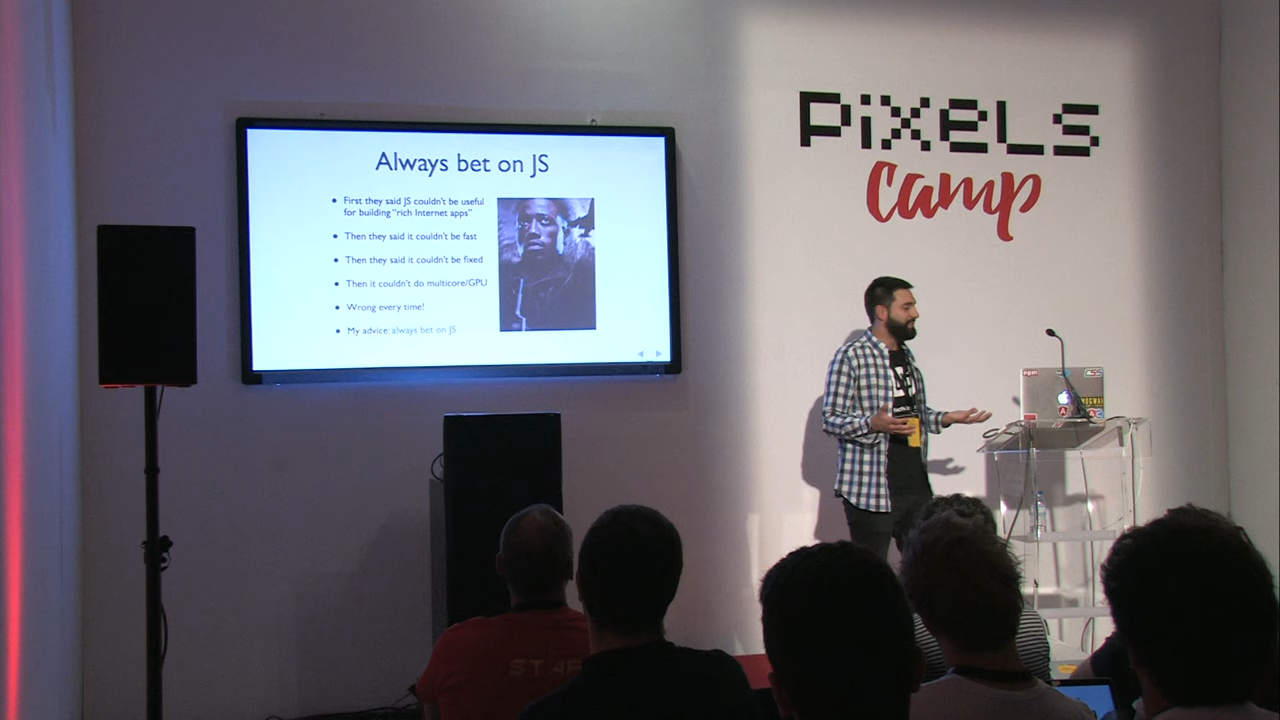 Always bet on JS
First they said JS couldn't be useful
for building "rich Internet apps"
Then they said it couldn't be fast
Then they said it couldn't be fixed
Then it couldn't do multicore/GPU
Wrong every time!
My advice: always bet on JS
PiXELS
Camp